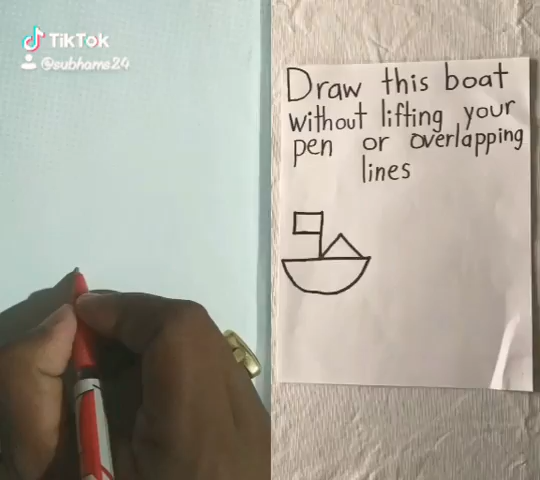 TikTok
@subhams24
Draw this boat
without lifting your
pen or overlapping
lines